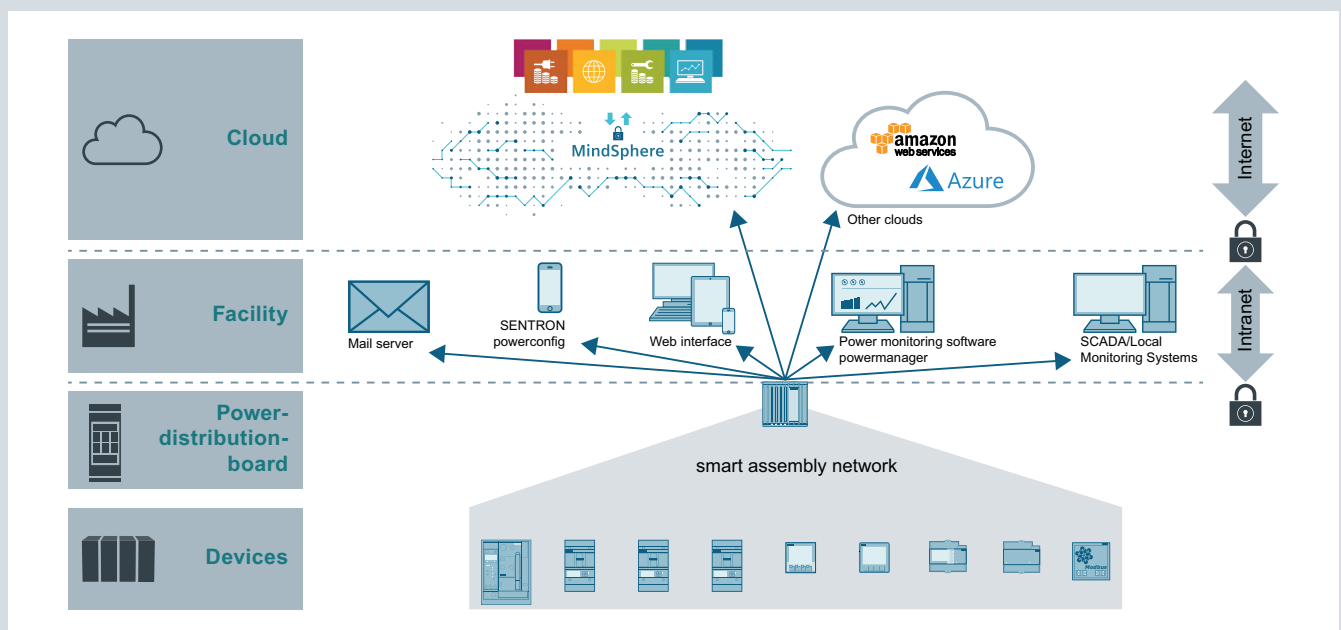 Cloud
MindSphere
amazon
web services
Azure
Other clouds
Internet
Facility
Mail server
SENTRON
powerconfig
Web interface
Power monitoring software
powermanager
SCADA/Local
Monitoring Systems
Intranet
Power-
distribution-
board
smart assembly network
Devices
Modbus